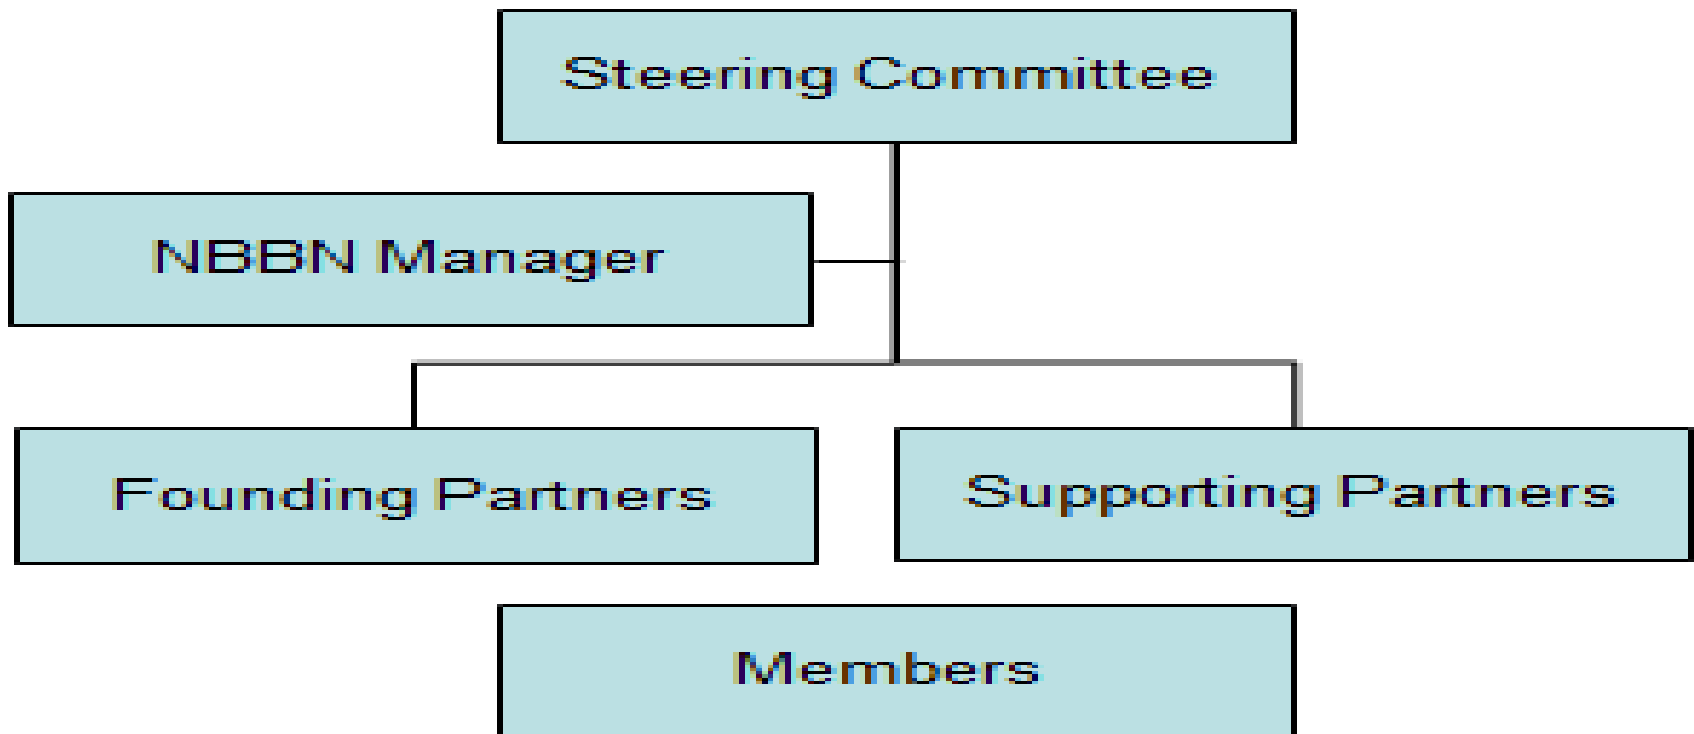 Steering Committee
NBBN Manager
Founding Partners
Supporting Partners
Members